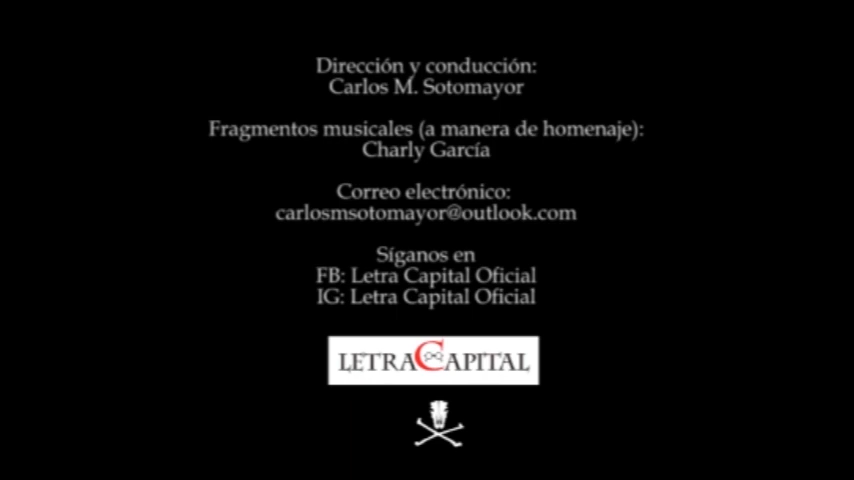 Dirección y conducción:
Carlos M. Sotomayor
Fragmentos musicales (a manera de homenaje):
Charly García
Correo electrónico:
carlosmsotomayor@outlook.com
Síganos en
FB: Letra Capital Oficial
IG: Letra Capital Oficial
LETRA CAPITAL